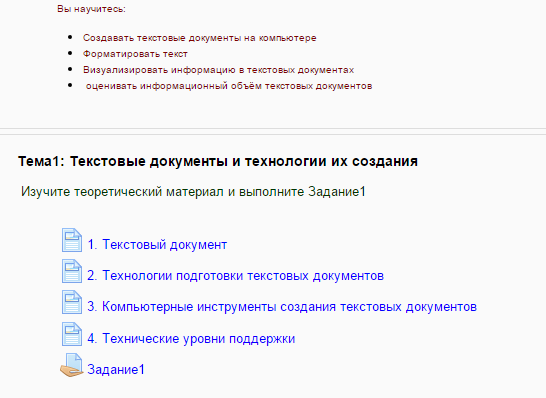 Вы научитесь:
Создавать текстовые документы на компьютере
Форматировать текст
Визуализировать информацию в текстовых документах
оценивать информационный объём текстовых документов
Тема1: Текстовые документы и технологии их создания
Изучите теоретический материал и выполните Задание1
1. Текстовый документ
2. Технологии подготовки текстовых документов
3. Компьютерные инструменты создания текстовых документов
4. Технические уровни поддержки
Задание1